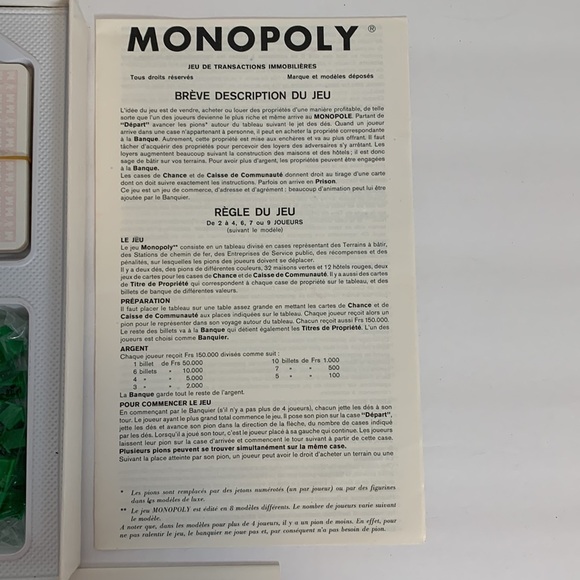 MONOPOLY ®
JEU DE TRANSACTIONS IMMOBILIÈRES
Tous droits réservés Marque et modèles déposés
BRÈVE DESCRIPTION DU JEU
L'idée du jeu est de vendre, acheter ou louer des propriétés d'une manière profitable, de telle
sorte que l'un des joueurs devienne le plus riche et même arrive au MONOPOLE. Partant de
"Départ" avancer les pions* autour du tableau suivant le jet des dés. Quand un joueur
arrive dans une case n'appartenant à personne, il peut en acheter la propriété correspondante
à la Banque. Autrement, cette propriété est mise aux enchères et va au plus offrant. Il faut
tâcher d'acquérir des propriétés pour percevoir des loyers des adversaires s'y arrêtant. Les
loyers augmentent beaucoup suivant la construction des maisons et des hôtels; il est donc
sage de bâtir sur vos terrains. Pour avoir plus d'argent, les propriétés peuvent être engagées
à la Banque.
Les cases de Chance et de Caisse de Communauté donnent droit au tirage d'une carte
dont on doit suivre exactement les instructions. Parfois on arrive en Prison.
Ce jeu est un jeu de commerce, d'adresse et d'agrément : beaucoup d'animation peut lui être
ajoutée par le Banquier.
RÈGLE DU JEU
De 2 à 4, 6, 7 ou 9 JOUEURS
(suivant le modèle)
LE JEU
Le jeu Monopoly** consiste en un tableau divisé en cases représentant des Terrains à bâtir,
des Stations de chemin de fer, des Entreprises de Service public, des récompenses et des
pénalités, sur lesquelles les pions des joueurs doivent se déplacer.
Il y a deux dés, des pions de différentes couleurs, 32 maisons vertes et 12 hôtels rouges, deux
jeux de cartes pour les cases de Chance et de Caisse de Communauté. Il y a aussi des cartes
de Titre de Propriété qui correspondent à chaque case de propriété sur le tableau, et des
billets de banque de différentes valeurs.
PRÉPARATION
Il faut placer le tableau sur une table assez grande en mettant les cartes de Chance et de
Caisse de Communauté aux places indiquées sur le tableau. Chaque joueur reçoit alors un
pion pour le représenter dans son voyage autour du tableau. Chacun reçoit aussi Frs 150.000.
Le reste des billets va à la Banque qui détient également les Titres de Propriété. L'un des
joueurs est choisi comme Banquier.
ARGENT
Chaque joueur reçoit Frs 150.000 divisés comme suit :
1 billet de Frs 50.000 10 billets de Frs 1.000
6 billets » 10.000 7 » » 500
4 » » 5.000 5 » » 100
3 » » 2.000
La Banque garde tout le reste de l'argent.
POUR COMMENCER LE JEU
En commençant par le Banquier (s'il n'y a pas plus de 4 joueurs), chacun jette les dés à son
tour. Le joueur ayant le plus grand total commence le jeu. Il pose son pion sur la case "Départ",
jette les dés et avance son pion dans la direction de la flèche, du nombre de cases indiqué
par les dés. Lorsqu'il a joué son tour, c'est le joueur placé à sa gauche qui continue. Les joueurs
laissent leur pion sur la case d'arrivée et commencent le tour suivant à partir de cette case.
Plusieurs pions peuvent se trouver simultanément sur la même case.
Suivant la place atteinte par son pion, un joueur peut avoir le droit d'acheter un terrain ou une
* Les pions sont remplacés par des jetons numérotés (un par joueur) ou par des figurines
dans les modèles de luxe.
** Le jeu MONOPOLY est édité en 8 modèles différents. Le nombre de joueurs varie suivant
le modèle.
A noter que, dans les modèles pour plus de 4 joueurs, il y a un pion de moins. En effet, pour
ne pas ralentir le jeu, le banquier ne joue pas et, par conséquent n'a pas besoin de pion.